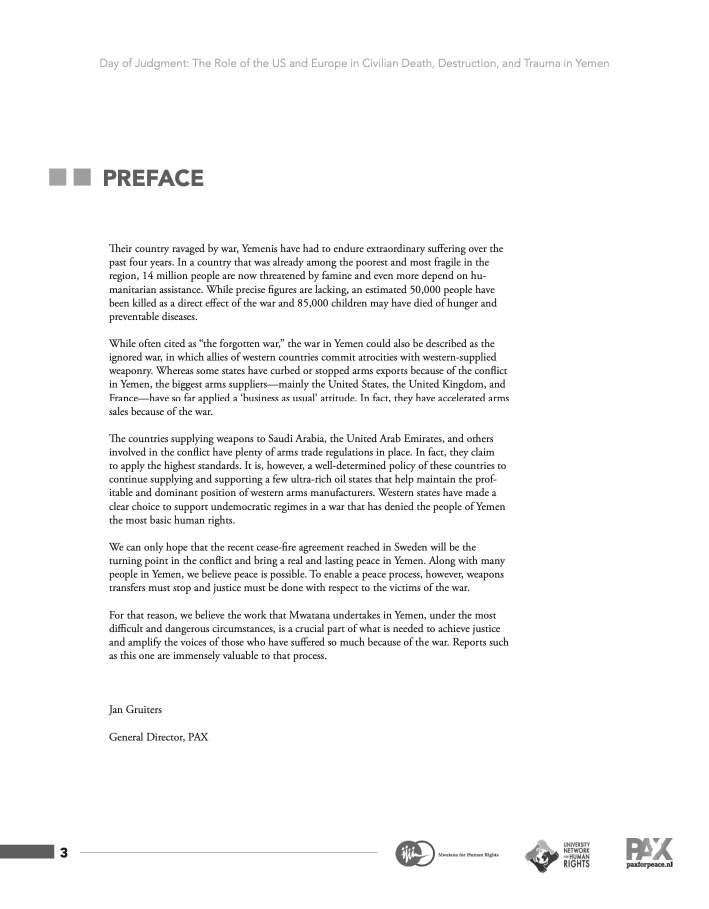 Day of Judgment: The Role of the US and Europe in Civilian Death, Destruction, and Trauma in Yemen
PREFACE
Their country ravaged by war, Yemenis have had to endure extraordinary suffering over the
past four years. In a country that was already among the poorest and most fragile in the
region, 14 million people are now threatened by famine and even more depend on hu-
manitarian assistance. While precise figures are lacking, an estimated 50,000 people have
been killed as a direct effect of the war and 85,000 children may have died of hunger and
preventable diseases.
While often cited as “the forgotten war,” the war in Yemen could also be described as the
ignored war, in which allies of western countries commit atrocities with western-supplied
weaponry. Whereas some states have curbed or stopped arms exports because of the conflict
in Yemen, the biggest arms suppliers—mainly the United States, the United Kingdom, and
France—have so far applied a ‘business as usual’ attitude. In fact, they have accelerated arms
sales because of the war.
The countries supplying weapons to Saudi Arabia, the United Arab Emirates, and others
involved in the conflict have plenty of arms trade regulations in place. In fact, they claim
to apply the highest standards. It is, however, a well-determined policy of these countries to
continue supplying and supporting a few ultra-rich oil states that help maintain the prof-
itable and dominant position of western arms manufacturers. Western states have made a
clear choice to support undemocratic regimes in a war that has denied the people of Yemen
the most basic human rights.
We can only hope that the recent cease-fire agreement reached in Sweden will be the
turning point in the conflict and bring a real and lasting peace in Yemen. Along with many
people in Yemen, we believe peace is possible. To enable a peace process, however, weapons
transfers must stop and justice must be done with respect to the victims of the war.
For that reason, we believe the work that Mwatana undertakes in Yemen, under the most
difficult and dangerous circumstances, is a crucial part of what is needed to achieve justice
and amplify the voices of those who have suffered so much because of the war. Reports such
as this one are immensely valuable to that process.
Jan Gruiters
General Director, PAX
3
Mwatana for Human Rights
UNIVERSITY
NETWORK
FOR HUMAN
RIGHTS
PAX
paxforpeace.nl